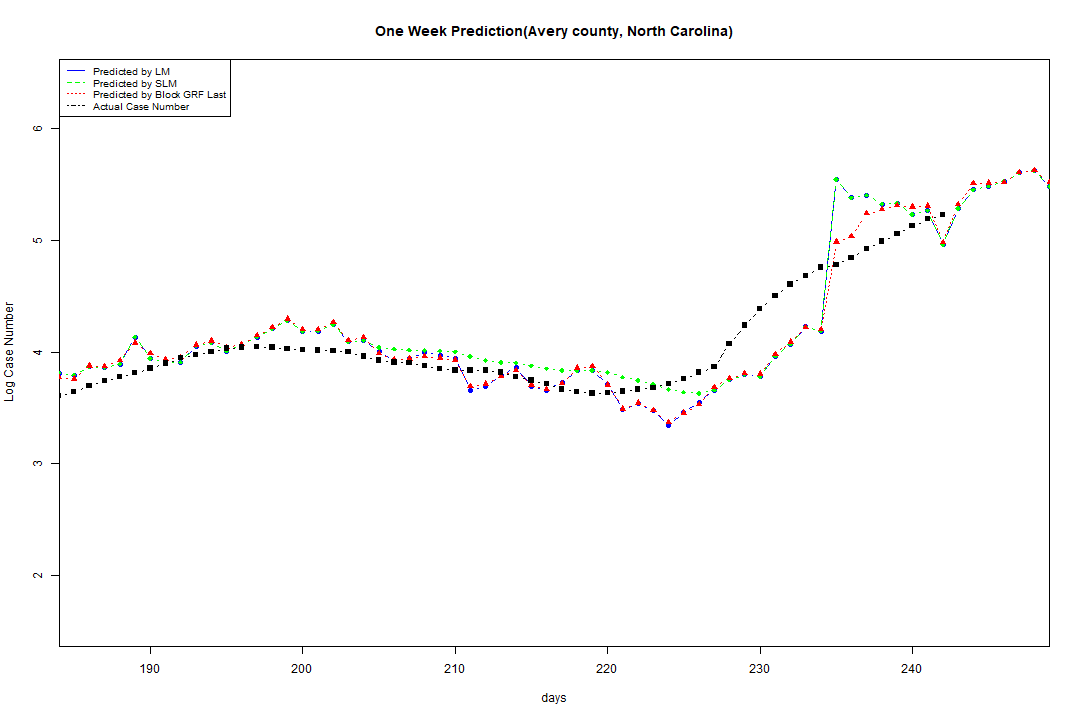 One Week Prediction(Avery county, North Carolina)
Predicted by LM
Predicted by SLM
Predicted by Block GRF Last
Actual Case Number
6
5
4
3
2
Log Case Number
190 200 210 220 230 240
days